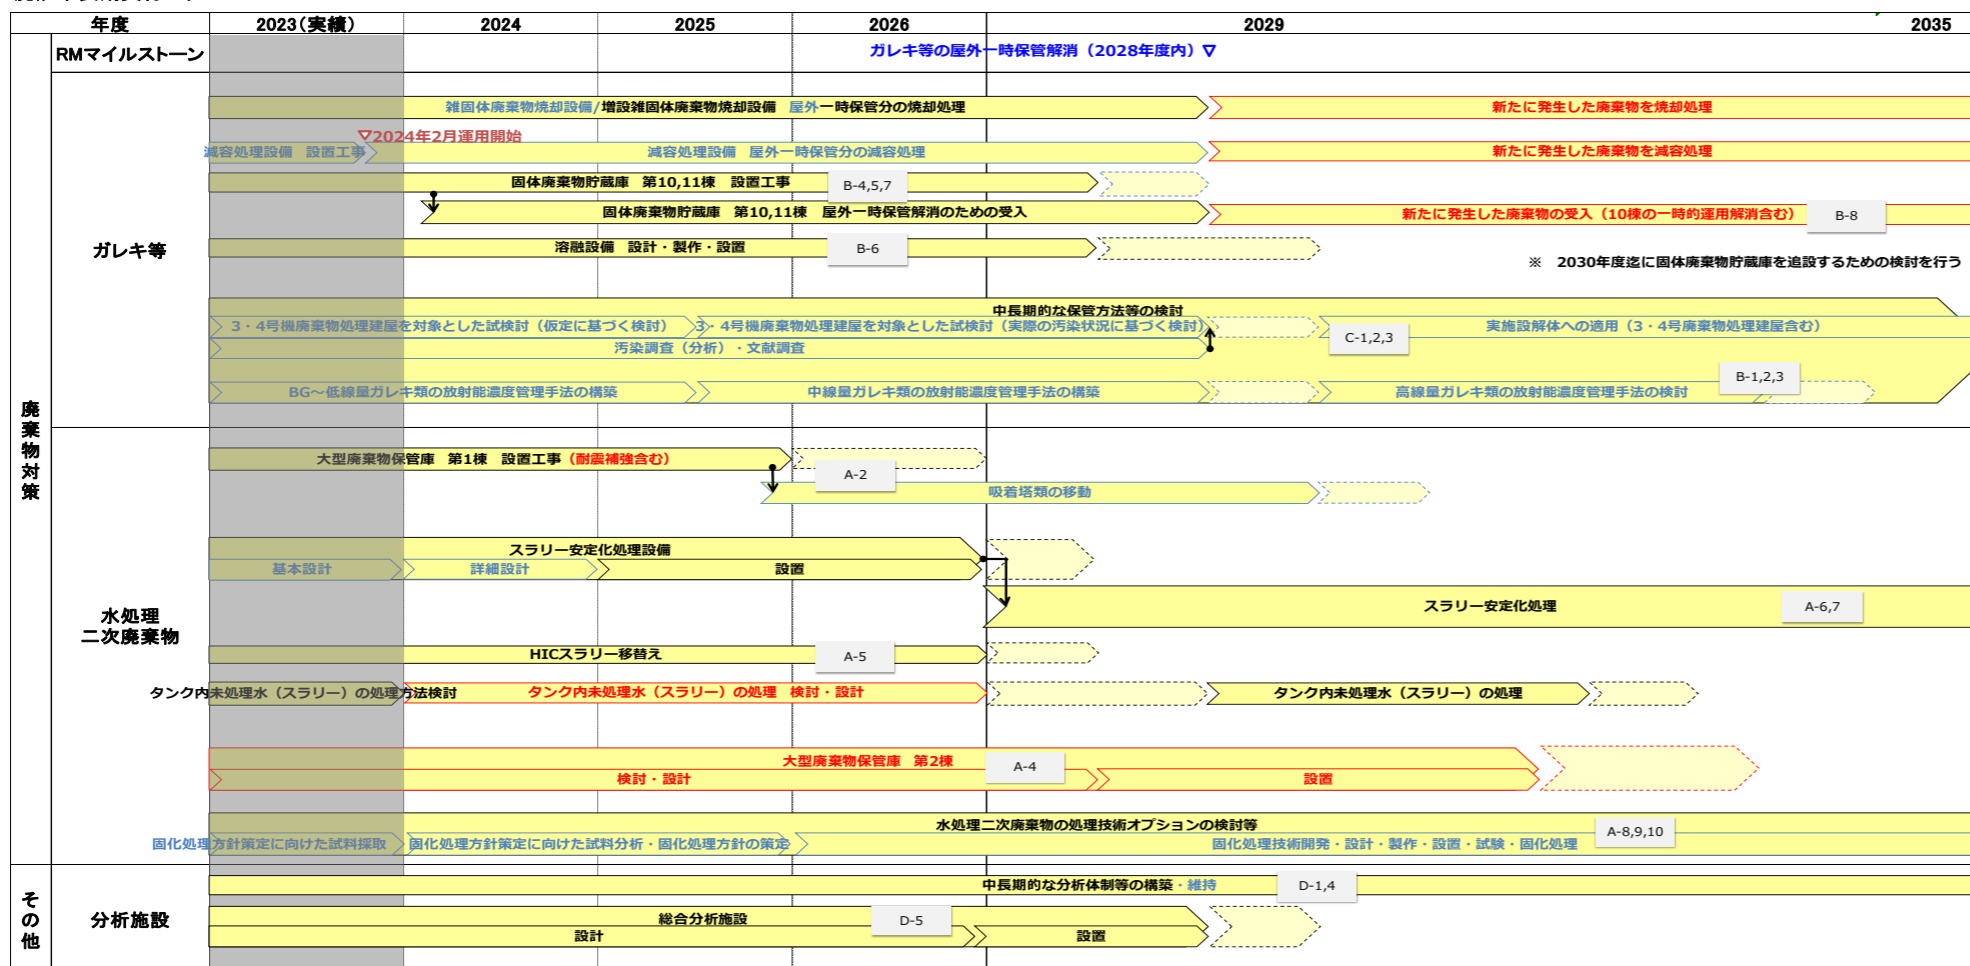 年度 2023(実績) 2024 2025 2026 2029 2035
RMマイルストーン
ガレキ等の屋外一時保管解消（2028年度内）▽
廃棄物対策
ガレキ等
雑固体廃棄物焼却設備/増設雑固体廃棄物焼却設備 屋外一時保管分の焼却処理
新たに発生した廃棄物を焼却処理
▽2024年2月運用開始
減容処理設備 設置工事
減容処理設備 屋外一時保管分の減容処理
新たに発生した廃棄物を減容処理
固体廃棄物貯蔵庫 第10,11棟 設置工事
B-4,5,7
固体廃棄物貯蔵庫 第10,11棟 屋外一時保管解消のための受入
新たに発生した廃棄物の受入（10棟の一時的運用解消含む）
B-8
溶融設備 設計・製作・設置
B-6
※ 2030年度迄に固体廃棄物貯蔵庫を追設するための検討を行う
中長期的な保管方法等の検討
3・4号機廃棄物処理建屋を対象とした試検討（仮定に基づく検討）
3・4号機廃棄物処理建屋を対象とした試検討（実際の汚染状況に基づく検討）
実施設解体への適用（3・4号廃棄物処理建屋含む）
C-1,2,3
汚染調査（分析）・文献調査
B-1,2,3
BG～低線量ガレキ類の放射能濃度管理手法の構築
中線量ガレキ類の放射能濃度管理手法の構築
高線量ガレキ類の放射能濃度管理手法の検討
水処理
二次廃棄物
大型廃棄物保管庫 第1棟 設置工事（耐震補強含む）
A-2
吸着塔類の移動
スラリー安定化処理設備
基本設計
詳細設計
設置
スラリー安定化処理
A-6,7
HICスラリー移替え
A-5
タンク内未処理水（スラリー）の処理方法検討
タンク内未処理水（スラリー）の処理 検討・設計
タンク内未処理水（スラリー）の処理
大型廃棄物保管庫 第2棟
A-4
検討・設計
設置
水処理二次廃棄物の処理技術オプションの検討等
A-8,9,10
固化処理方針策定に向けた試料採取
固化処理方針策定に向けた試料分析・固化処理方針の策定
固化処理技術開発・設計・製作・設置・試験・固化処理
その他
分析施設
中長期的な分析体制等の構築・維持
D-1,4
総合分析施設
D-5
設計
設置